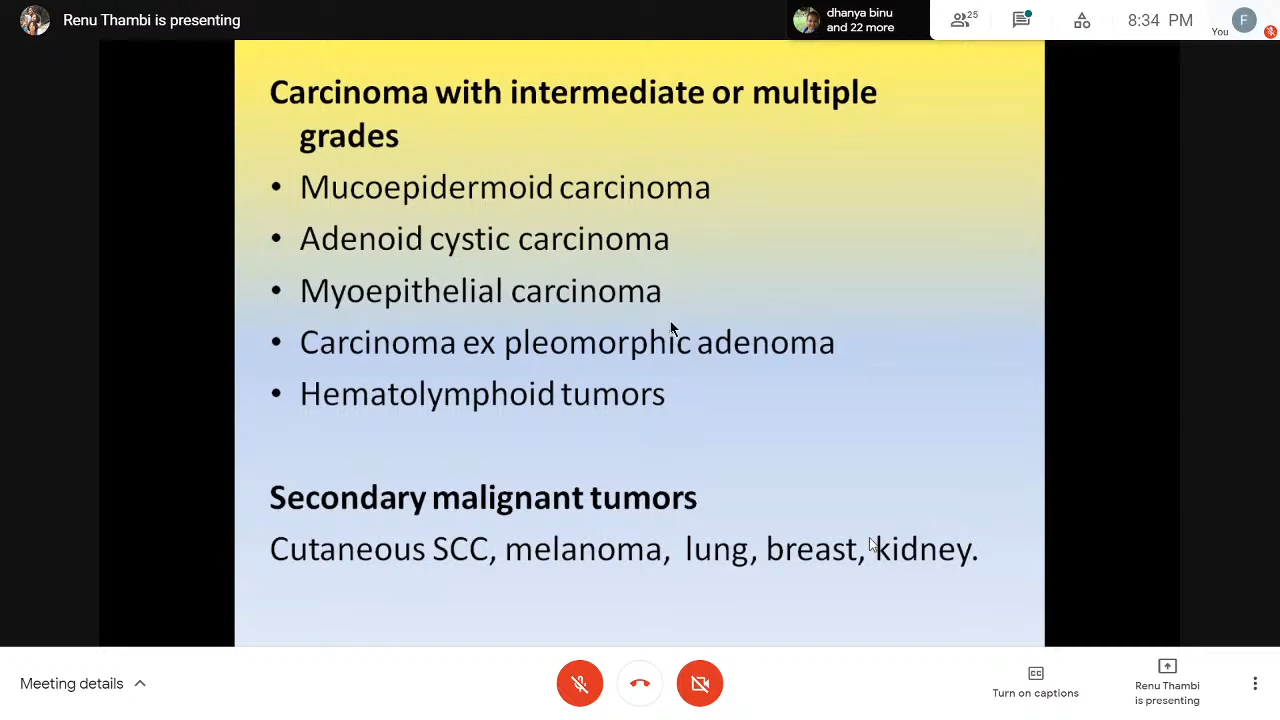 Renu Thambi is presenting
dhanya binu
and 22 more
25
8:34 PM
You
F
Carcinoma with intermediate or multiple
grades
• Mucoepidermoid carcinoma
• Adenoid cystic carcinoma
• Myoepithelial carcinoma
• Carcinoma ex pleomorphic adenoma
• Hematolymphoid tumors
Secondary malignant tumors
Cutaneous SCC, melanoma, lung, breast, kidney.
Meeting details
CC
Turn on captions
Renu Thambi
is presenting